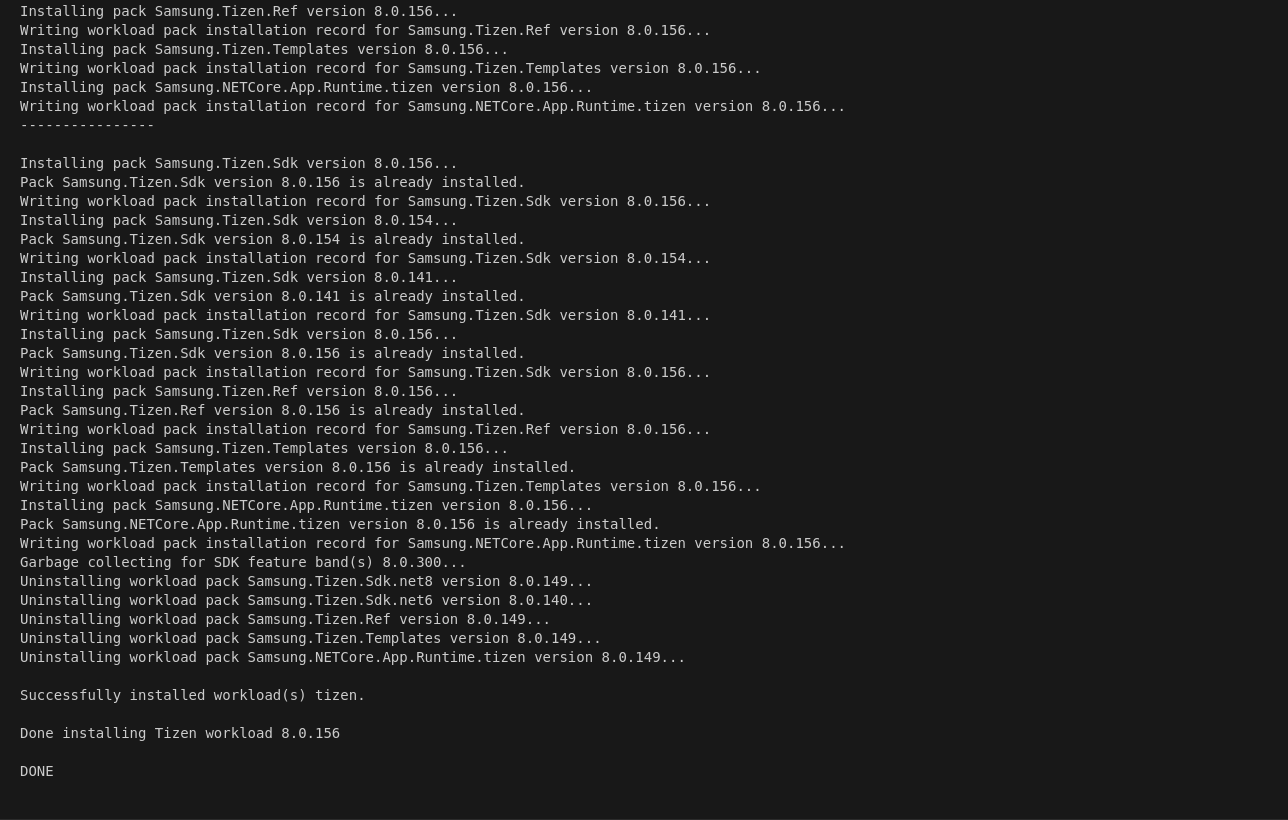 Installing pack Samsung.Tizen.Ref version 8.0.156...
Writing workload pack installation record for Samsung.Tizen.Ref version 8.0.156...
Installing pack Samsung.Tizen.Templates version 8.0.156...
Writing workload pack installation record for Samsung.Tizen.Templates version 8.0.156...
Installing pack Samsung.NETCore.App.Runtime.tizen version 8.0.156...
Writing workload pack installation record for Samsung.NETCore.App.Runtime.tizen version 8.0.156...
----------------
Installing pack Samsung.Tizen.Sdk version 8.0.156...
Pack Samsung.Tizen.Sdk version 8.0.156 is already installed.
Writing workload pack installation record for Samsung.Tizen.Sdk version 8.0.156...
Installing pack Samsung.Tizen.Sdk version 8.0.154...
Pack Samsung.Tizen.Sdk version 8.0.154 is already installed.
Writing workload pack installation record for Samsung.Tizen.Sdk version 8.0.154...
Installing pack Samsung.Tizen.Sdk version 8.0.141...
Pack Samsung.Tizen.Sdk version 8.0.141 is already installed.
Writing workload pack installation record for Samsung.Tizen.Sdk version 8.0.141...
Installing pack Samsung.Tizen.Sdk version 8.0.156...
Pack Samsung.Tizen.Sdk version 8.0.156 is already installed.
Writing workload pack installation record for Samsung.Tizen.Sdk version 8.0.156...
Installing pack Samsung.Tizen.Ref version 8.0.156...
Pack Samsung.Tizen.Ref version 8.0.156 is already installed.
Writing workload pack installation record for Samsung.Tizen.Ref version 8.0.156...
Installing pack Samsung.Tizen.Templates version 8.0.156...
Pack Samsung.Tizen.Templates version 8.0.156 is already installed.
Writing workload pack installation record for Samsung.Tizen.Templates version 8.0.156...
Installing pack Samsung.NETCore.App.Runtime.tizen version 8.0.156...
Pack Samsung.NETCore.App.Runtime.tizen version 8.0.156 is already installed.
Writing workload pack installation record for Samsung.NETCore.App.Runtime.tizen version 8.0.156...
Garbage collecting for SDK feature band(s) 8.0.300...
Uninstalling workload pack Samsung.Tizen.Sdk.net8 version 8.0.149...
Uninstalling workload pack Samsung.Tizen.Sdk.net6 version 8.0.140...
Uninstalling workload pack Samsung.Tizen.Ref version 8.0.149...
Uninstalling workload pack Samsung.Tizen.Templates version 8.0.149...
Uninstalling workload pack Samsung.NETCore.App.Runtime.tizen version 8.0.149...
Successfully installed workload(s) tizen.
Done installing Tizen workload 8.0.156
DONE